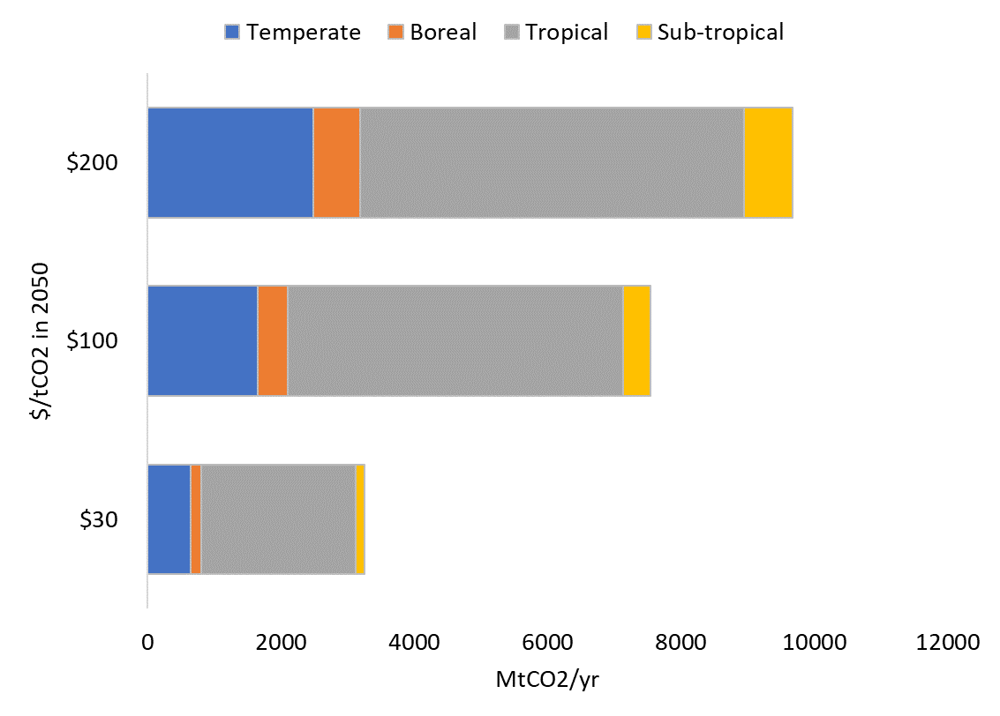 Temperate Boreal Tropical Sub-tropical
$200
$100
$30
$/tCO2 in 2050
0 2000 4000 6000 8000 10000 12000
MtCO2/yr